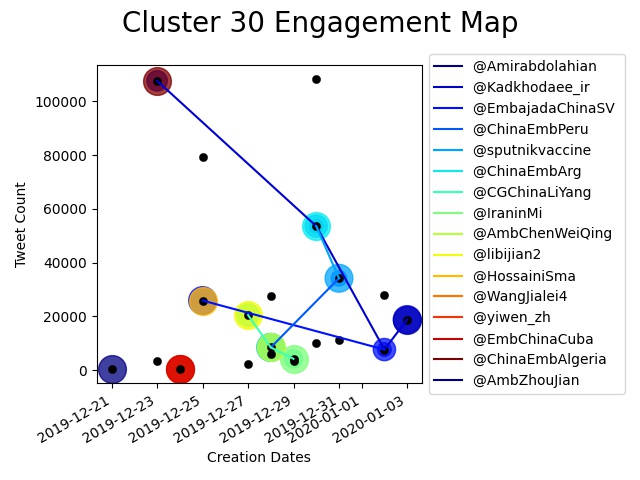 Cluster 30 Engagement Map
Tweet Count
100000
80000
60000
40000
20000
0
2019-12-21
2019-12-23
2019-12-25
2019-12-27
2019-12-29
2019-12-31
2020-01-01
2020-01-03
Creation Dates
@Amirabdolahian
@Kadkhodaee_ir
@EmbajadaChinaSV
@ChinaEmbPeru
@sputnikvaccine
@ChinaEmbArg
@CGChinaLiYang
@IraninMi
@AmbChenWeiQing
@libijian2
@HossainiSma
@WangJialei4
@yiwen_zh
@EmbChinaCuba
@ChinaEmbAlgeria
@AmbZhouJian